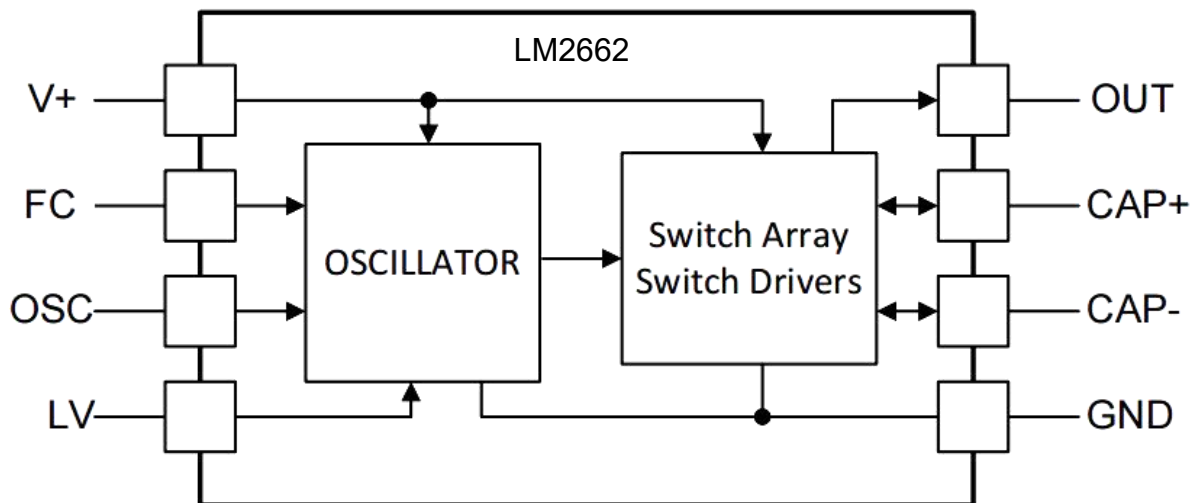 LM2662
V+
OUT
FC
CAP+
OSCILLATOR
Switch Array
Switch Drivers
OSC
CAP-
LV
GND